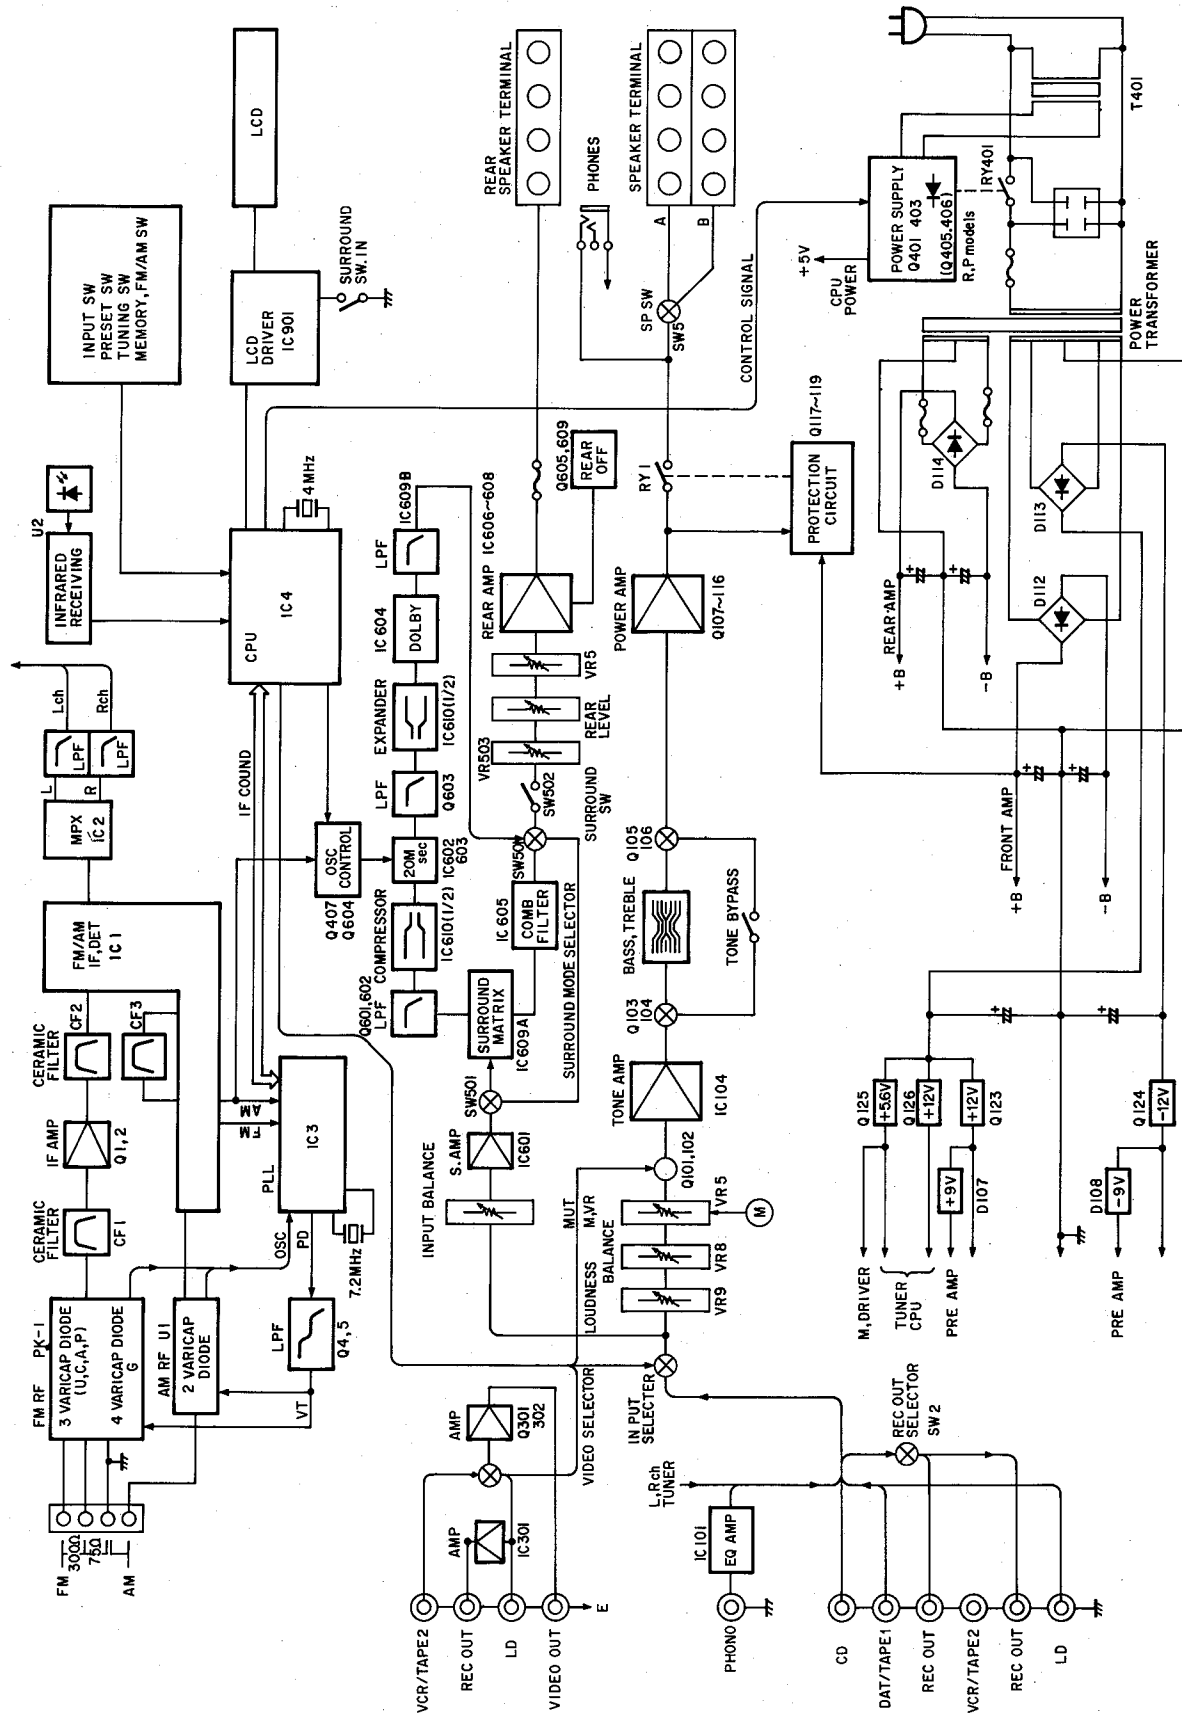 FM
300Ω
75Ω
AM
FM RF PK-1
3 VARICAP DIODE
(U,C,A,P)
4 VARICAP DIODE
G
AM RF U1
2 VARICAP
DIODE
VT
CERAMIC
FILTER
CF1
IF AMP
Q1,2
CERAMIC
FILTER
CF2
CF3
FM/AM
IF,DET
IC1
MPX
IC2
L
R
LPF
LPF
Lch
Rch
U2
INFRARED
RECEIVING
INPUT SW
PRESET SW
TUNING SW
MEMORY,FM/AM SW
LCD
LCD
DRIVER
IC901
SURROUND
SW.IN
CPU
IC4
4MHz
IF COUND
OSC
PD
PLL
IC3
AM
FM
7.2MHz
LPF
Q4,5
OSC
CONTROL
Q407
Q604
Q601,602
LPF
COMPRESSOR
IC610(1/2)
20M
sec
IC602
603
LPF
Q603
EXPANDER
IC610(1/2)
IC604
DOLBY
LPF
IC609B
VCR/TAPE2
REC OUT
LD
VIDEO OUT
E
AMP
IC301
AMP
Q301
302
VIDEO SELECTOR
INPUT BALANCE
S.AMP
IC601
SW501
SURROUND
MATRIX
IC609A
SURROUND MODE SELECTOR
IC605
COMB
FILTER
SW501
SW502
SURROUND
SW
VR503
REAR
LEVEL
VR5
REAR AMP
IC606~608
Q605,609
REAR
OFF
REAR
SPEAKER TERMINAL
PHONES
SPEAKER TERMINAL
A
B
SP SW
SW5
INPUT
SELECTER
LOUDNESS
BALANCE
M,VR
MUT
VR9
VR8
VR5
M
Q101,102
TONE AMP
IC104
Q103
104
BASS,TREBLE
TONE BYPASS
Q105
106
POWER AMP
Q107~116
RY1
PROTECTION
CIRCUIT
Q117~119
CONTROL SIGNAL
PHONO
IC101
EQ AMP
L,Rch
TUNER
CD
DAT/TAPE1
REC OUT
VCR/TAPE2
REC OUT
LD
REC OUT
SELECTOR
SW2
+5V
CPU
POWER
POWER SUPPLY
Q401 403
(Q405.406)
R,P models
RY401
T401
POWER
TRANSFORMER
D114
D113
D112
REAR AMP
+B
-B
FRONT AMP
+B
-B
M,DRIVER
TUNER
CPU
PRE AMP
PRE AMP
Q125
+5.6V
Q126
+12V
+12V
Q123
+9V
D107
D108
-9V
Q124
-12V